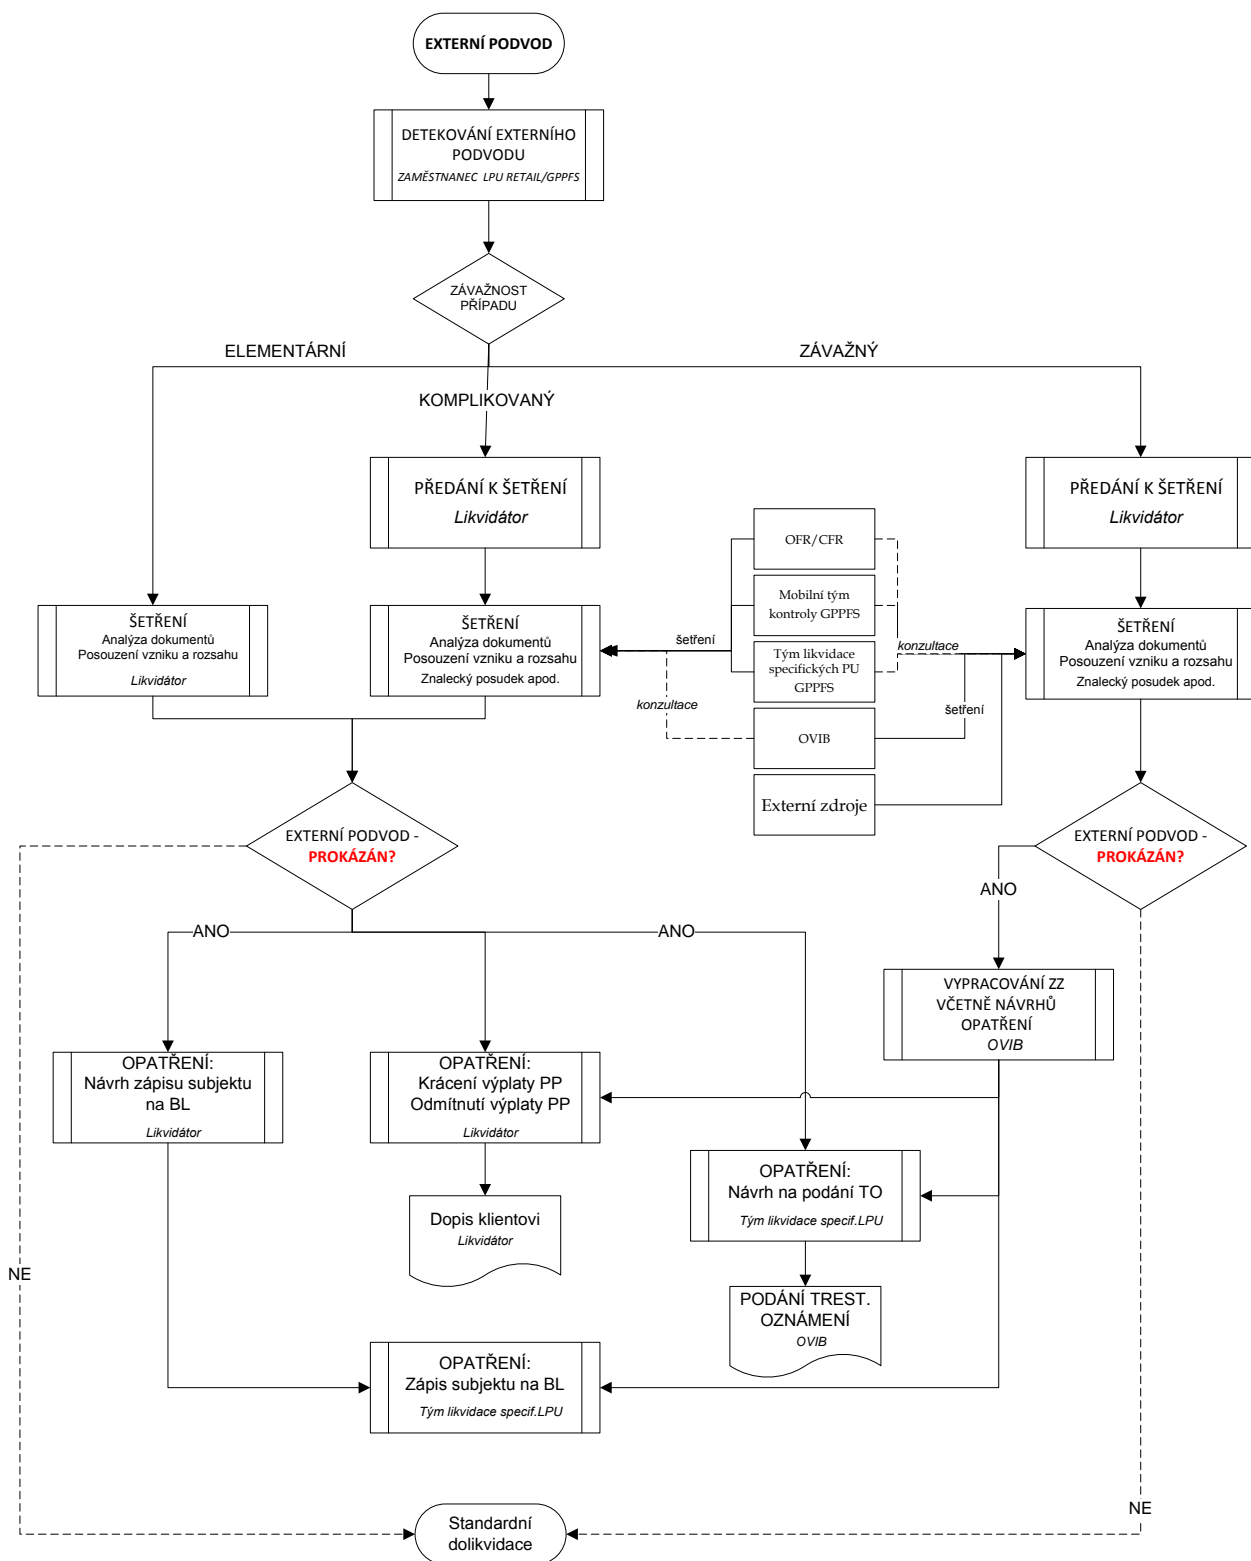 EXTERNÍ PODVOD
DETEKOVÁNÍ EXTERNÍHO
PODVODU
ZAMĚSTNANEC LPU RETAIL/GPPFS
ZÁVAŽNOST
PŘÍPADU
ELEMENTÁRNÍ
ZÁVAŽNÝ
KOMPLIKOVANÝ
PŘEDÁNÍ K ŠETŘENÍ
Likvidátor
PŘEDÁNÍ K ŠETŘENÍ
Likvidátor
OFR/CFR
Mobilní tým
kontroly GPPFS
Tým likvidace
specifických PU
GPPFS
OVIB
Externí zdroje
ŠETŘENÍ
Analýza dokumentů
Posouzení vzniku a rozsahu
Likvidátor
ŠETŘENÍ
Analýza dokumentů
Posouzení vzniku a rozsahu
Znalecký posudek apod.
šetření
konzultace
konzultace
šetření
ŠETŘENÍ
Analýza dokumentů
Posouzení vzniku a rozsahu
Znalecký posudek apod.
EXTERNÍ PODVOD -
PROKÁZÁN?
EXTERNÍ PODVOD -
PROKÁZÁN?
ANO
ANO
ANO
VYPRACOVÁNÍ ZZ
VČETNĚ NÁVRHŮ
OPATŘENÍ
OVIB
OPATŘENÍ:
Návrh zápisu subjektu
na BL
Likvidátor
OPATŘENÍ:
Krácení výplaty PP
Odmítnutí výplaty PP
Likvidátor
OPATŘENÍ:
Návrh na podání TO
Tým likvidace specif.LPU
Dopis klientovi
Likvidátor
NE
PODÁNÍ TREST.
OZNÁMENÍ
OVIB
OPATŘENÍ:
Zápis subjektu na BL
Tým likvidace specif.LPU
NE
Standardní
dolikvidace